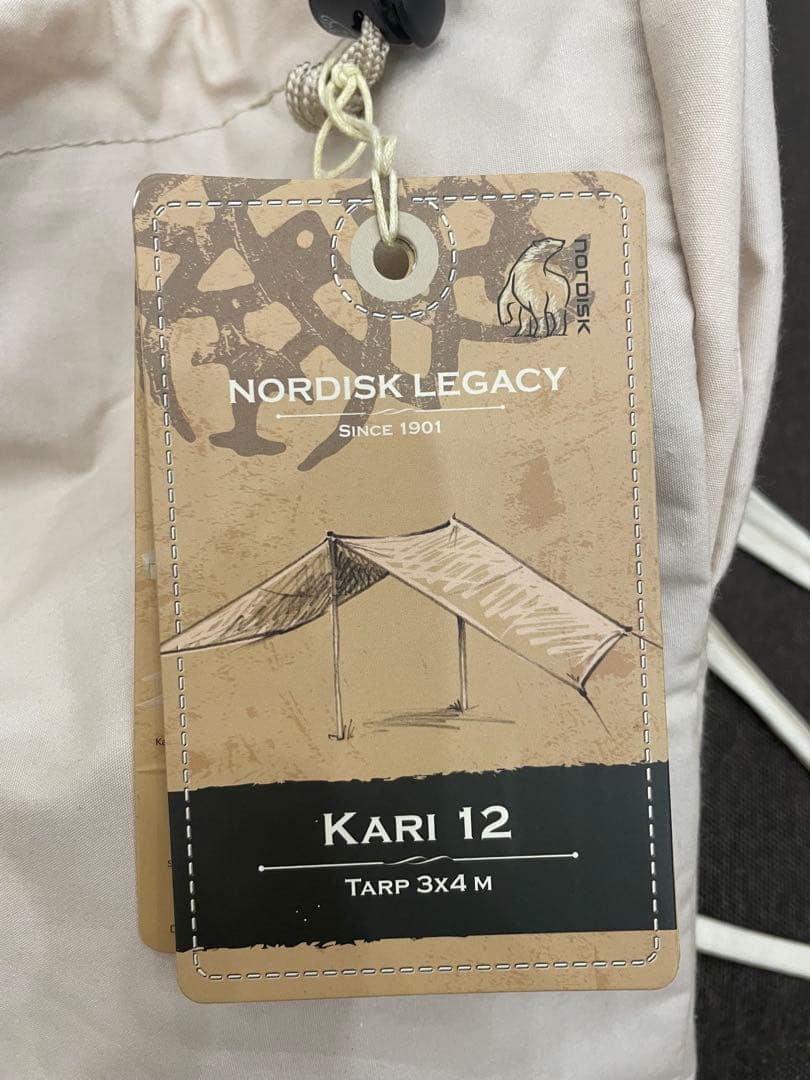 nordisk
NORDISK LEGACY
SINCE 1901
KARI 12
TARP 3X4 M